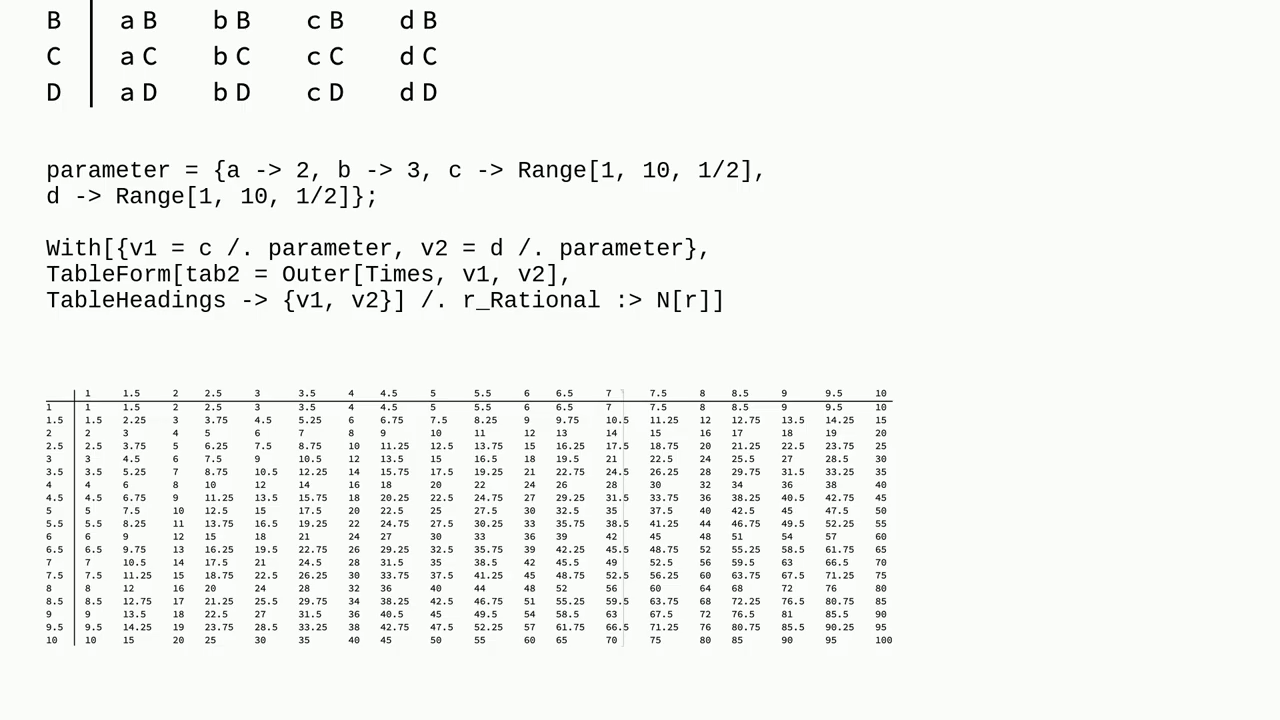 B a B b B c B d B
C a C b C c C d C
D a D b D c D d D
parameter = {a -> 2, b -> 3, c -> Range[1, 10, 1/2],
d -> Range[1, 10, 1/2]};
With[{v1 = c /. parameter, v2 = d /. parameter},
TableForm[tab2 = Outer[Times, v1, v2],
TableHeadings -> {v1, v2}] /. r_Rational :> N[r]]
1 1.5 2 2.5 3 3.5 4 4.5 5 5.5 6 6.5 7 7.5 8 8.5 9 9.5 10
1 1 1.5 2 2.5 3 3.5 4 4.5 5 5.5 6 6.5 7 7.5 8 8.5 9 9.5 10
1.5 1.5 2.25 3 3.75 4.5 5.25 6 6.75 7.5 8.25 9 9.75 10.5 11.25 12 12.75 13.5 14.25 15
2 2 3 4 5 6 7 8 9 10 11 12 13 14 15 16 17 18 19 20
2.5 2.5 3.75 5 6.25 7.5 8.75 10 11.25 12.5 13.75 15 16.25 17.5 18.75 20 21.25 22.5 23.75 25
3 3 4.5 6 7.5 9 10.5 12 13.5 15 16.5 18 19.5 21 22.5 24 25.5 27 28.5 30
3.5 3.5 5.25 7 8.75 10.5 12.25 14 15.75 17.5 19.25 21 22.75 24.5 26.25 28 29.75 31.5 33.25 35
4 4 6 8 10 12 14 16 18 20 22 24 26 28 30 32 34 36 38 40
4.5 4.5 6.75 9 11.25 13.5 15.75 18 20.25 22.5 24.75 27 29.25 31.5 33.75 36 38.25 40.5 42.75 45
5 5 7.5 10 12.5 15 17.5 20 22.5 25 27.5 30 32.5 35 37.5 40 42.5 45 47.5 50
5.5 5.5 8.25 11 13.75 16.5 19.25 22 24.75 27.5 30.25 33 35.75 38.5 41.25 44 46.75 49.5 52.25 55
6 6 9 12 15 18 21 24 27 30 33 36 39 42 45 48 51 54 57 60
6.5 6.5 9.75 13 16.25 19.5 22.75 26 29.25 32.5 35.75 39 42.25 45.5 48.75 52 55.25 58.5 61.75 65
7 7 10.5 14 17.5 21 24.5 28 31.5 35 38.5 42 45.5 49 52.5 56 59.5 63 66.5 70
7.5 7.5 11.25 15 18.75 22.5 26.25 30 33.75 37.5 41.25 45 48.75 52.5 56.25 60 63.75 67.5 71.25 75
8 8 12 16 20 24 28 32 36 40 44 48 52 56 60 64 68 72 76 80
8.5 8.5 12.75 17 21.25 25.5 29.75 34 38.25 42.5 46.75 51 55.25 59.5 63.75 68 72.25 76.5 80.75 85
9 9 13.5 18 22.5 27 31.5 36 40.5 45 49.5 54 58.5 63 67.5 72 76.5 81 85.5 90
9.5 9.5 14.25 19 23.75 28.5 33.25 38 42.75 47.5 52.25 57 61.75 66.5 71.25 76 80.75 85.5 90.25 95
10 10 15 20 25 30 35 40 45 50 55 60 65 70 75 80 85 90 95 100